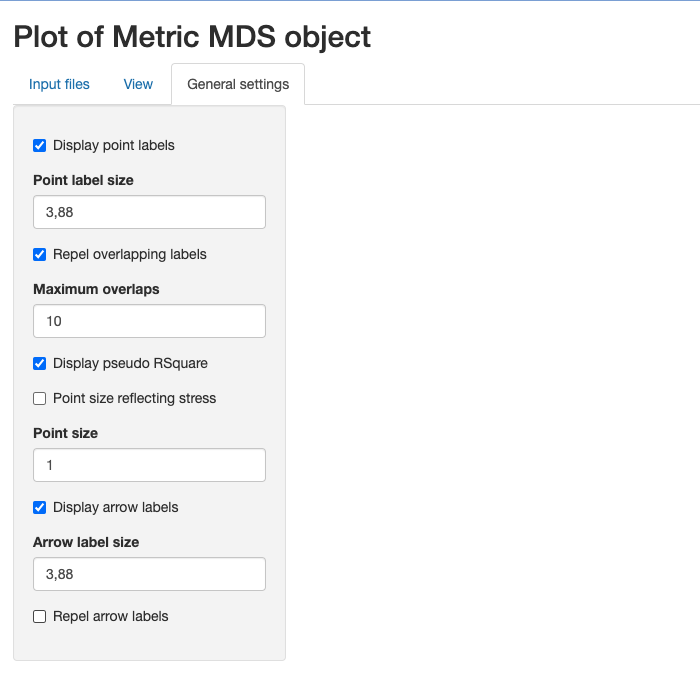 Plot of Metric MDS object
Input files View General settings
Display point labels
Point label size
3,88
Repel overlapping labels
Maximum overlaps
10
Display pseudo RSquare
Point size reflecting stress
Point size
1
Display arrow labels
Arrow label size
3,88
Repel arrow labels